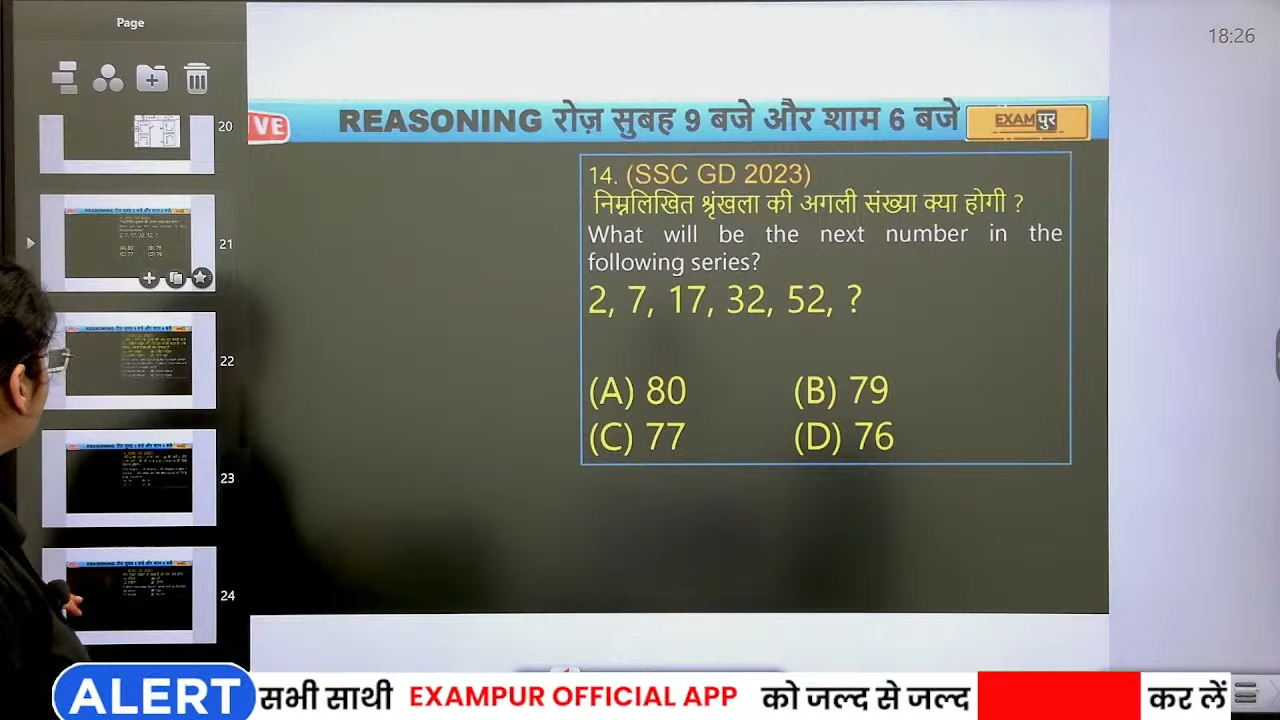 Page
18:26
20
21
22
23
24
VE
REASONING रोज़ सुबह 9 बजे और शाम 6 बजे
EXAMपुर
14. (SSC GD 2023)
निम्नलिखित श्रृंखला की अगली संख्या क्या होगी ?
What will be the next number in the
following series?
2, 7, 17, 32, 52, ?
(A) 80 (B) 79
(C) 77 (D) 76
ALERT सभी साथी EXAMPUR OFFICIAL APP को जल्द से जल्द कर लें